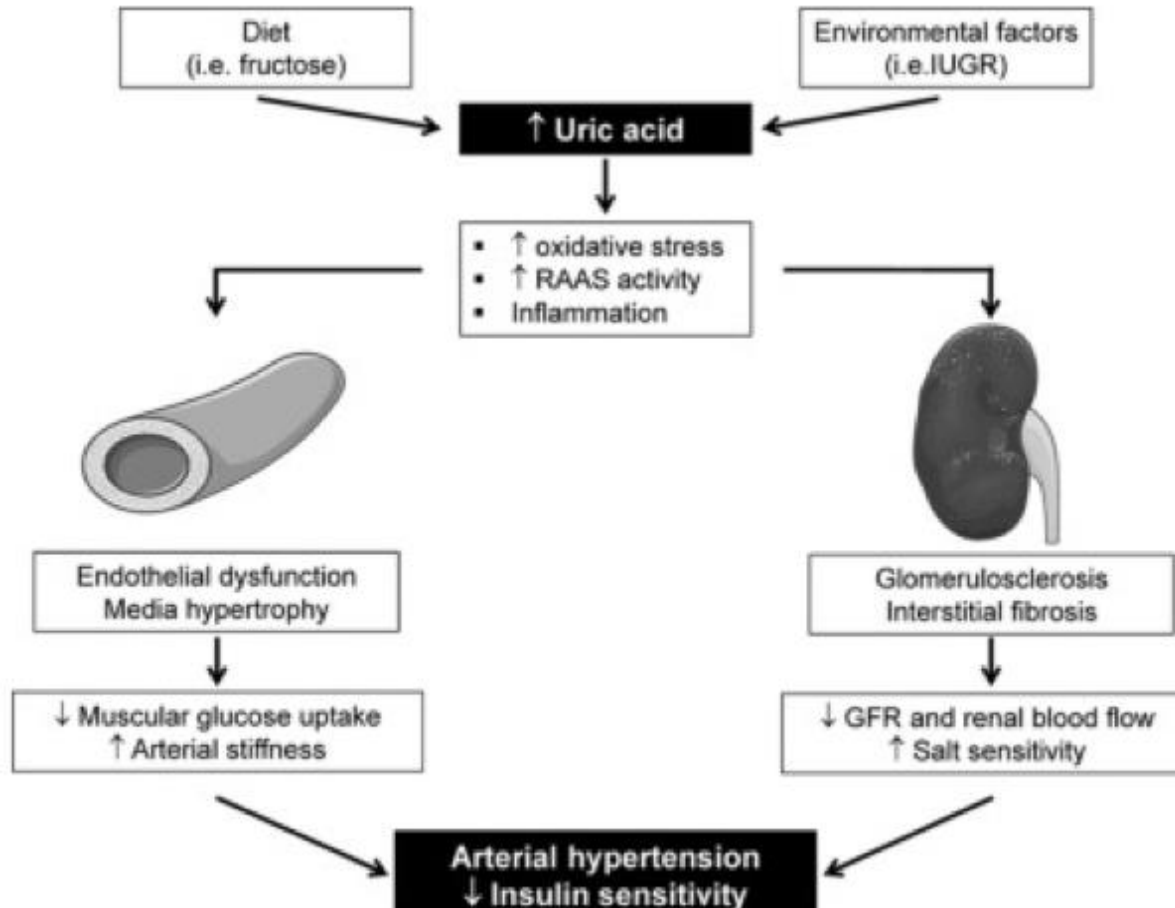 Diet
(i.e. fructose)
Environmental factors
(i.e.IUGR)
↑ Uric acid
▪ ↑ oxidative stress
▪ ↑ RAAS activity
▪ Inflammation
Endothelial dysfunction
Media hypertrophy
Glomerulosclerosis
Interstitial fibrosis
↓ Muscular glucose uptake
↑ Arterial stiffness
↓ GFR and renal blood flow
↑ Salt sensitivity
Arterial hypertension
↓ Insulin sensitivity